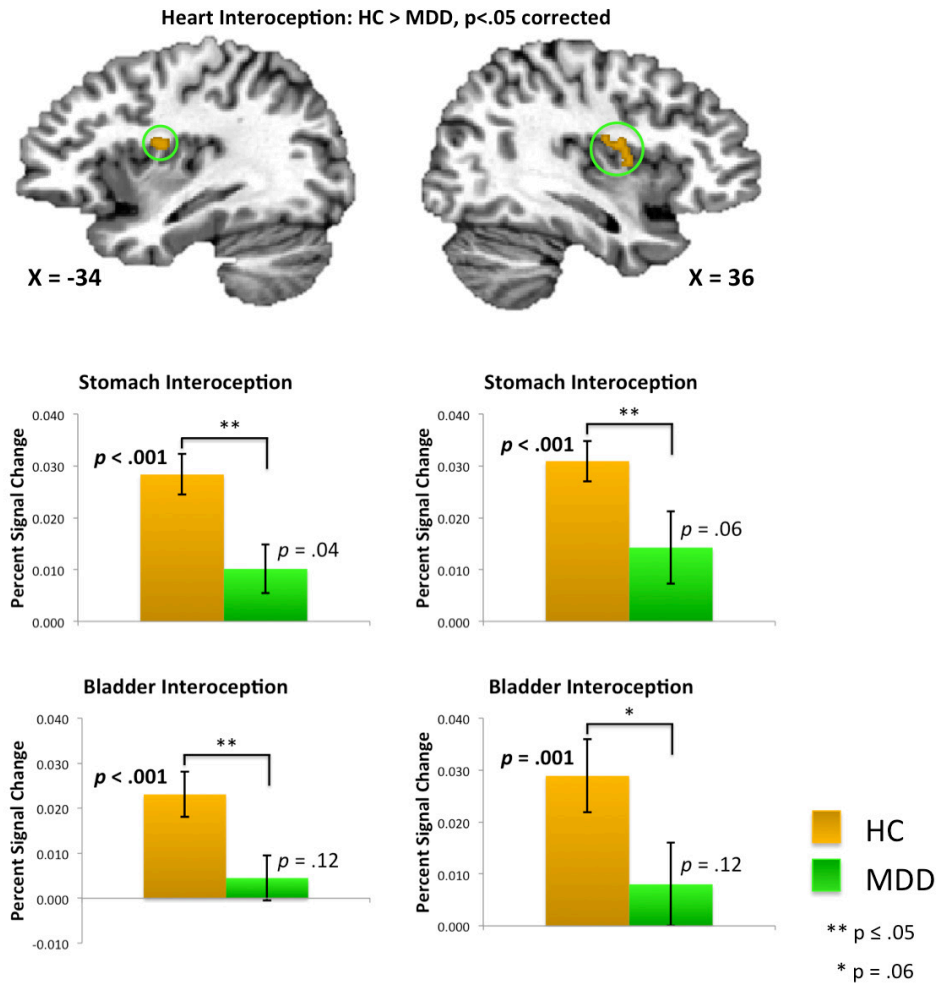 Heart Interoception: HC > MDD, p<.05 corrected
X = -34
X = 36
Stomach Interoception
Percent Signal Change
0.040
0.030
0.020
0.010
0.000
p < .001
**
p = .04
Stomach Interoception
Percent Signal Change
0.040
0.030
0.020
0.010
0.000
p < .001
**
p = .06
Bladder Interoception
Percent Signal Change
0.040
0.030
0.020
0.010
0.000
-0.010
p < .001
**
p = .12
Bladder Interoception
Percent Signal Change
0.040
0.030
0.020
0.010
0.000
p = .001
*
p = .12
HC
MDD
** p ≤ .05
* p = .06